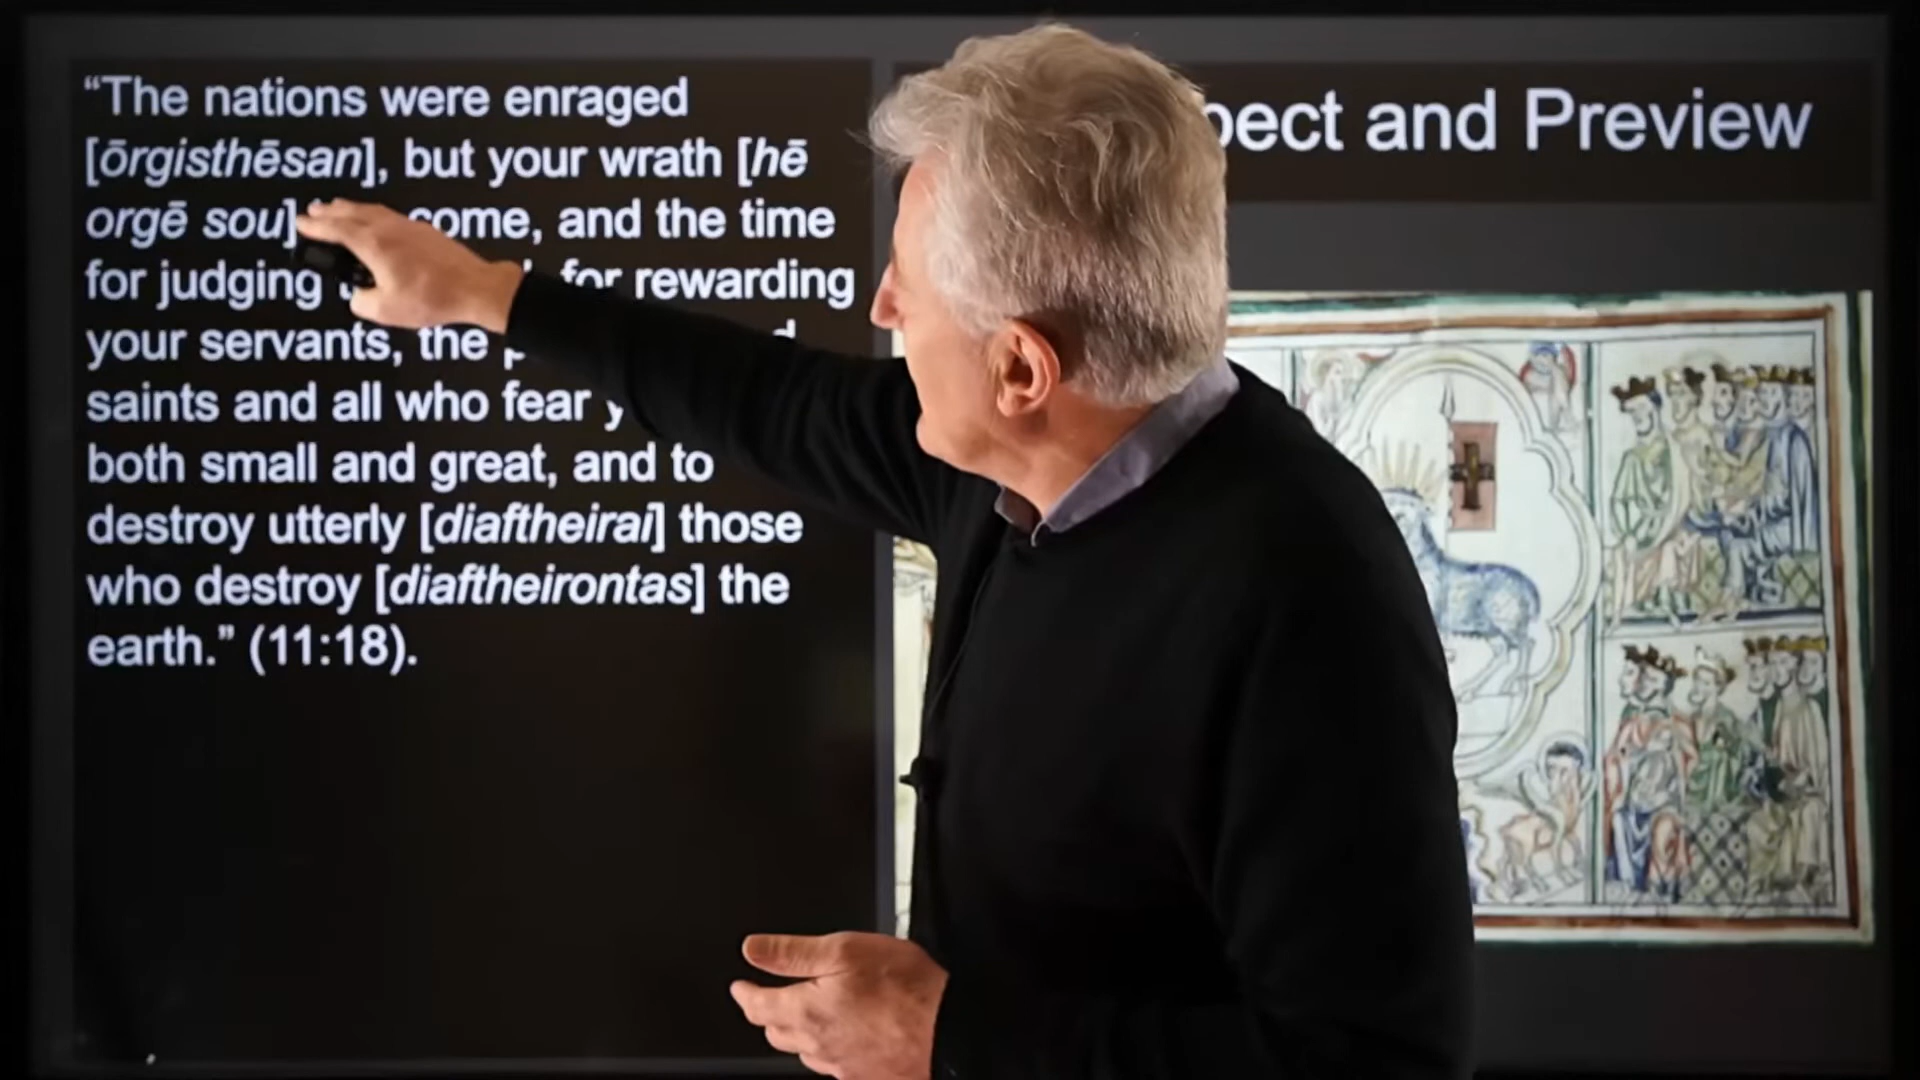 “The nations were enraged
[ōrgisthēsan], but your wrath [hē
orgē sou] come, and the time
for judging for rewarding
your servants, the
saints and all who fear
both small and great, and to
destroy utterly [diaftheirai] those
who destroy [diaftheirontas] the
earth.” (11:18).
and Preview